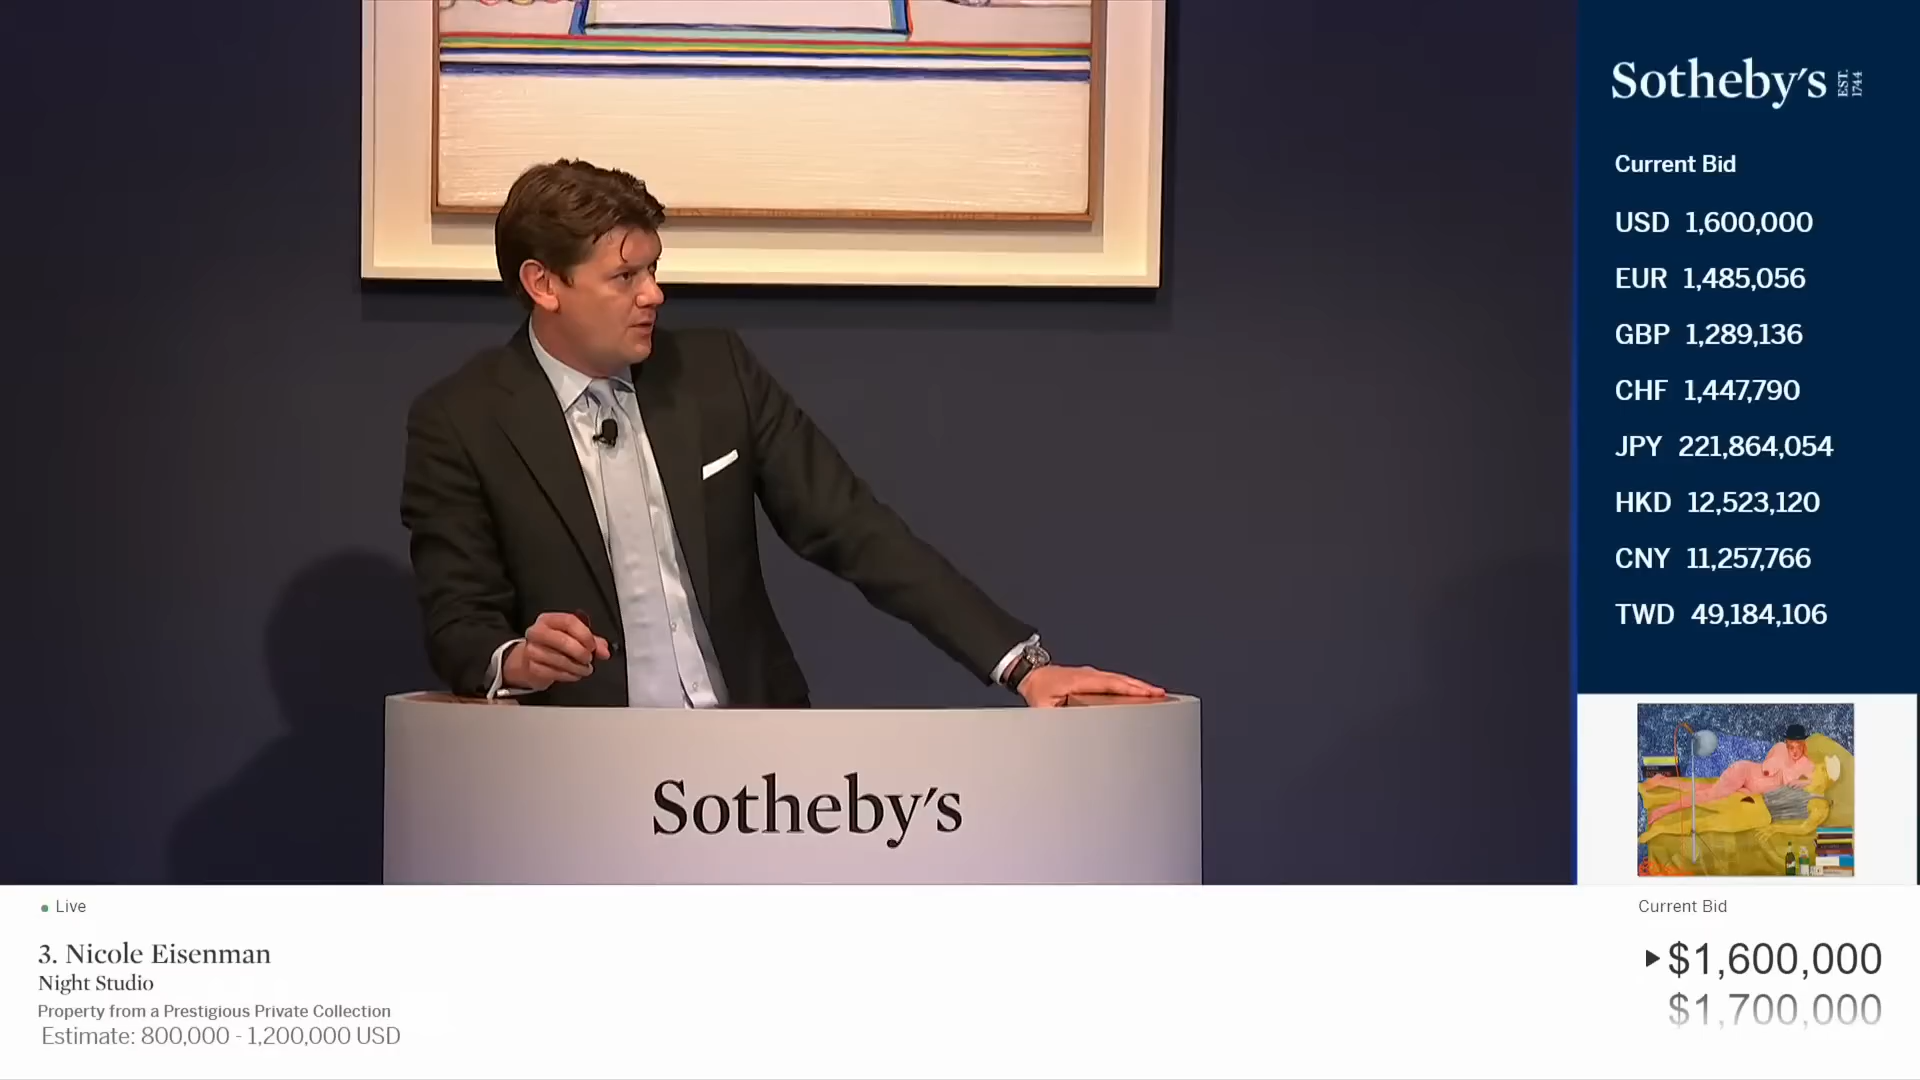 Sotheby's EST. 1744
Current Bid
USD 1,600,000
EUR 1,485,056
GBP 1,289,136
CHF 1,447,790
JPY 221,864,054
HKD 12,523,120
CNY 11,257,766
TWD 49,184,106
Sotheby's
Live
3. Nicole Eisenman
Night Studio
Property from a Prestigious Private Collection
Estimate: 800,000 - 1,200,000 USD
Current Bid
$1,600,000
$1,700,000